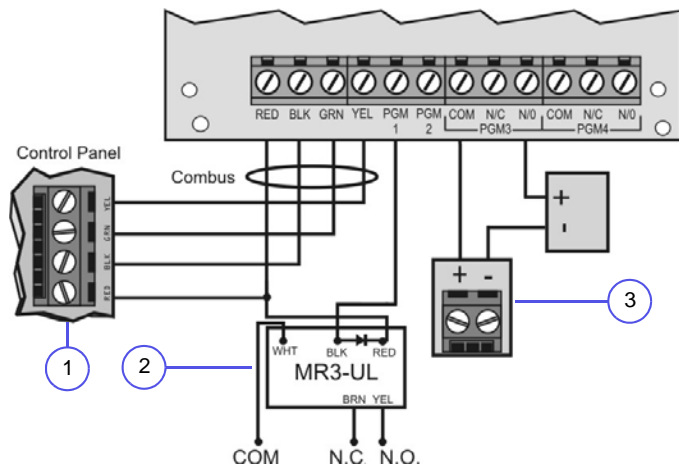 RED BLK GRN YEL PGM 1 PGM 2 COM N/C N/0 COM N/C N/0
PGM3 PGM4
Control Panel
Combus
YEL
GRN
BLK
RED
+
-
+ -
1
2
3
WHT BLK RED
MR3-UL
BRN YEL
COM N.C. N.O.